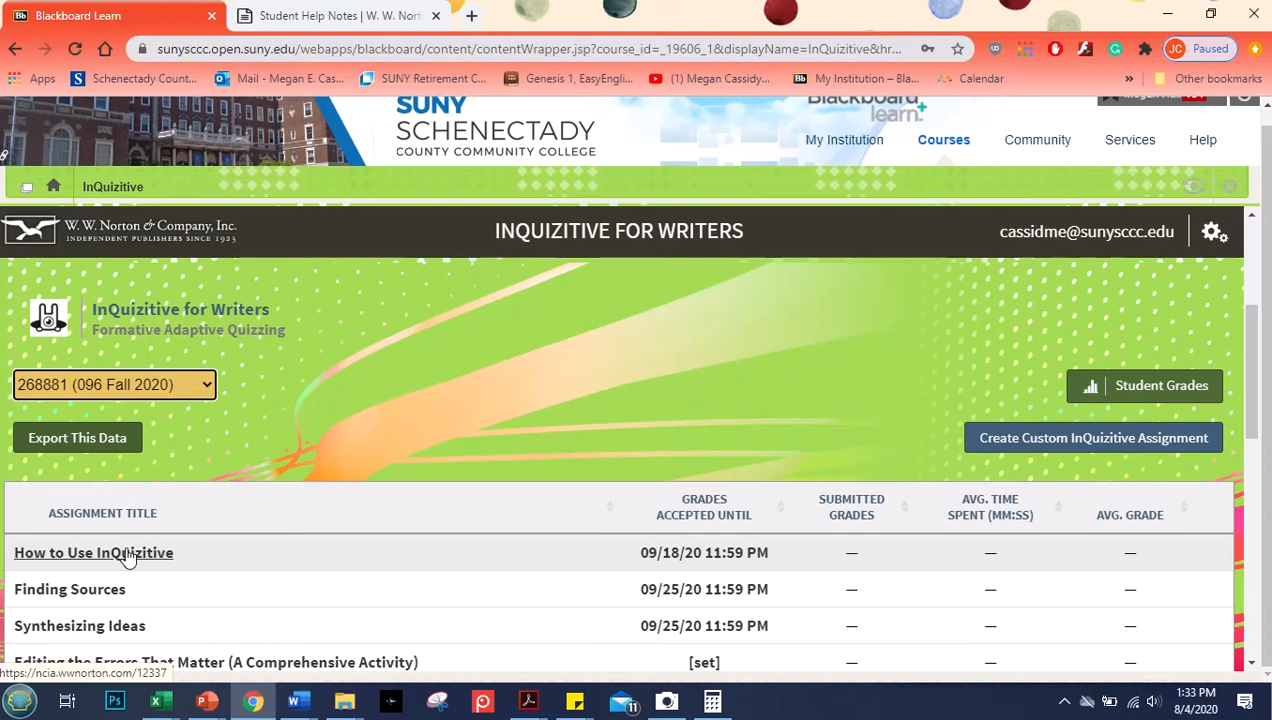 Blackboard Learn
Student Help Notes | W. W. Nort
sunysccc.open.suny.edu/webapps/blackboard/content/contentWrapper.jsp?course_id=_19606_1&displayName=InQuizitive&hr...
JC Paused
Apps
Schenectady Count...
Mail - Megan E. Cas...
SUNY Retirement C...
Genesis 1, EasyEngli...
(1) Megan Cassidy...
Bb My Institution – Bla...
Calendar
Other bookmarks
SUNY
SCHENECTADY
COUNTY COMMUNITY COLLEGE
Blackboard
learn
My Institution
Courses
Community
Services
Help
InQuizitive
W. W. Norton & Company, Inc.
INDEPENDENT PUBLISHERS SINCE 1923
INQUIZITIVE FOR WRITERS
cassidme@sunysccc.edu
InQuizitive for Writers
Formative Adaptive Quizzing
268881 (096 Fall 2020)
Student Grades
Export This Data
Create Custom InQuizitive Assignment
ASSIGNMENT TITLE
GRADES ACCEPTED UNTIL
SUBMITTED GRADES
AVG. TIME SPENT (MM:SS)
AVG. GRADE
How to Use InQuizitive 09/18/20 11:59 PM — — —
Finding Sources 09/25/20 11:59 PM — — —
Synthesizing Ideas 09/25/20 11:59 PM — — —
Editing the Errors That Matter (A Comprehensive Activity) [set] — — —
https://ncia.wwnorton.com/12337
11
1:33 PM
8/4/2020